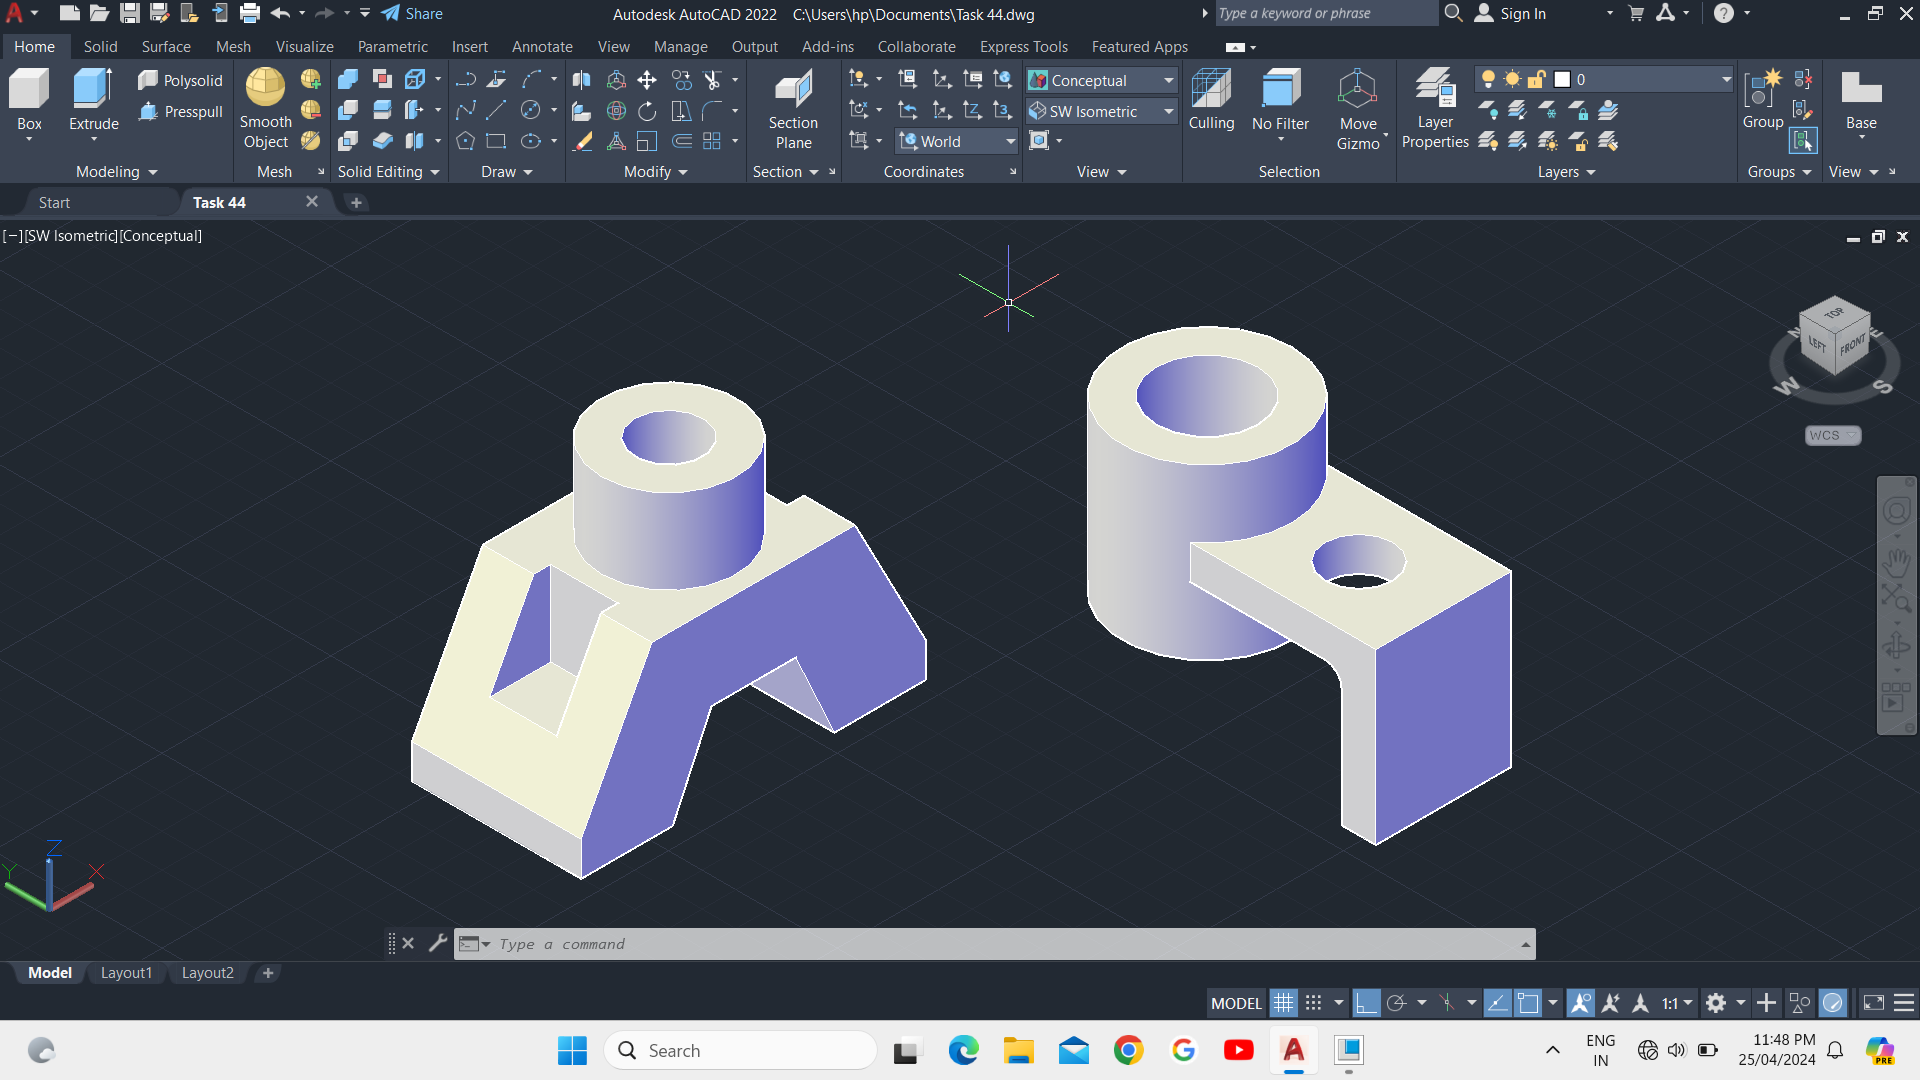 Share
Autodesk AutoCAD 2022 C:\Users\hp\Documents\Task 44.dwg
Type a keyword or phrase
Sign In
Home Solid Surface Mesh Visualize Parametric Insert Annotate View Manage Output Add-ins Collaborate Express Tools Featured Apps
Box
Extrude
Polysolid
Presspull
Smooth
Object
Section
Plane
World
Conceptual
SW Isometric
Culling
No Filter
Move
Gizmo
Layer
Properties
0
Group
Base
Modeling Mesh Solid Editing Draw Modify Section Coordinates View Selection Layers Groups View
Start Task 44
[−][SW Isometric][Conceptual]
TOP
LEFT FRONT
N E
W S
WCS
Z
Y X
Type a command
Model Layout1 Layout2
MODEL 1:1
Search
ENG
IN
11:48 PM
25/04/2024
PRE